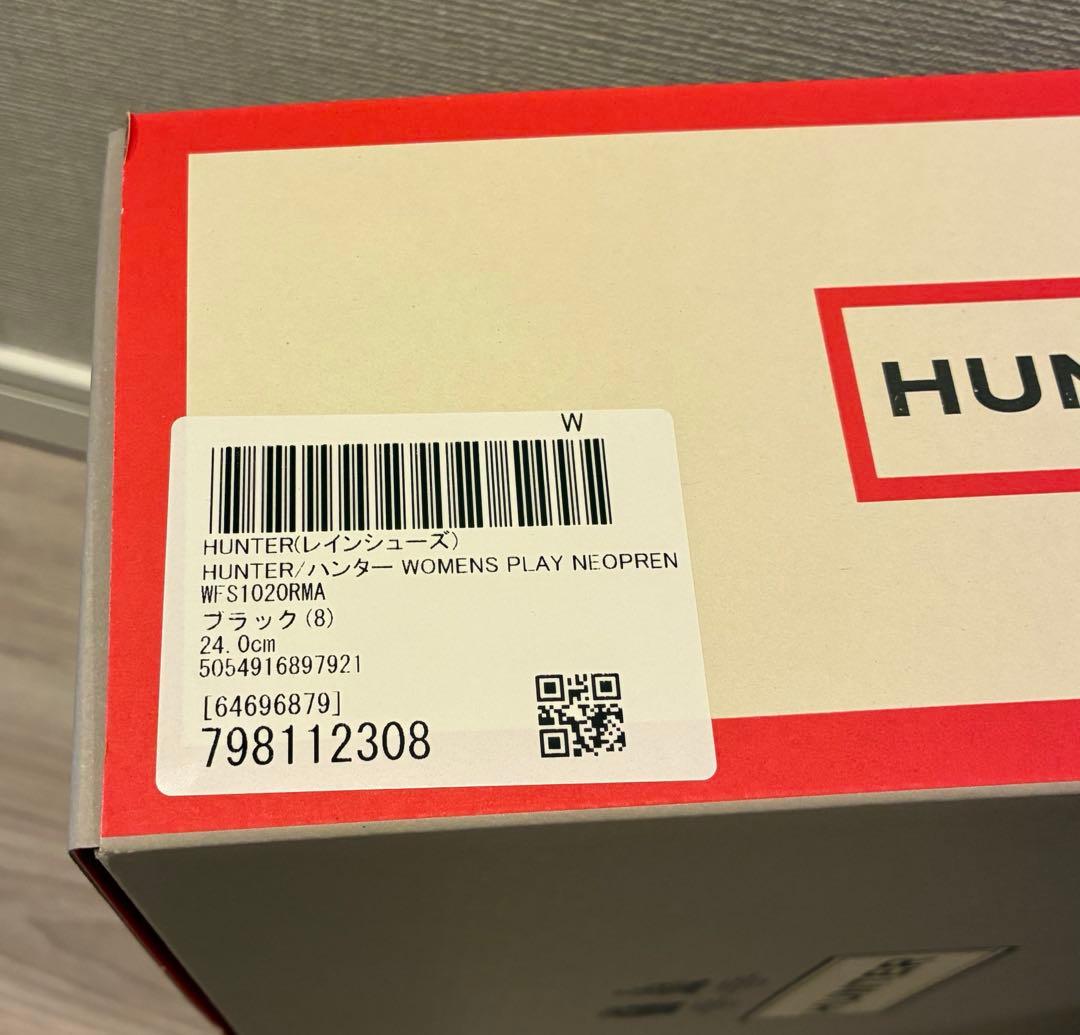 HUN
W
HUNTER(レインシューズ)
HUNTER/ハンター WOMENS PLAY NEOPREN
WFS1020RMA
ブラック(8)
24.0cm
5054916897921
[64696879]
798112308
HUNTER